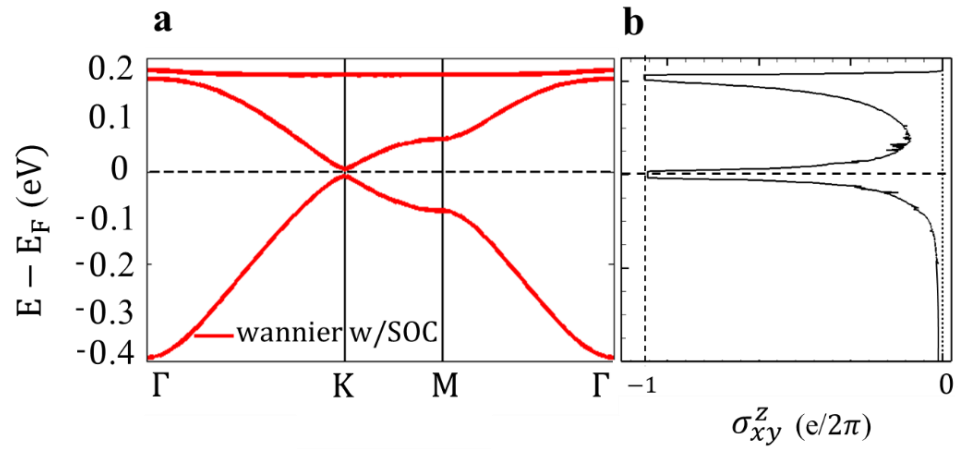 a
b
E − E_F (eV)
0.2
0.1
0
-0.1
-0.2
-0.3
-0.4
wannier w/SOC
Γ K M Γ
−1 0
σ^z_xy (e/2π)